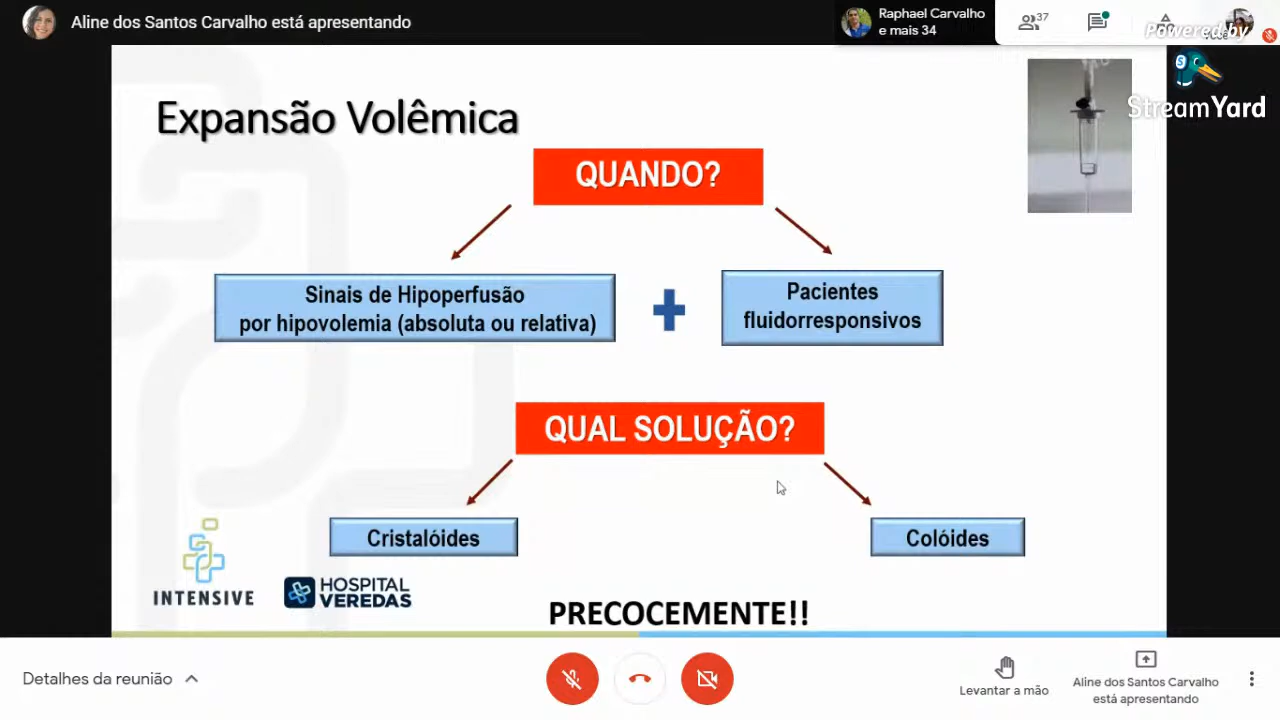 Aline dos Santos Carvalho está apresentando
Raphael Carvalho
e mais 34
37
Powered by
StreamYard
Expansão Volêmica
QUANDO?
Sinais de Hipoperfusão
por hipovolemia (absoluta ou relativa)
Pacientes
fluidorresponsivos
QUAL SOLUÇÃO?
Cristalóides
Colóides
INTENSIVE
HOSPITAL
VEREDAS
PRECOCEMENTE!!
Detalhes da reunião
Levantar a mão
Aline dos Santos Carvalho
está apresentando